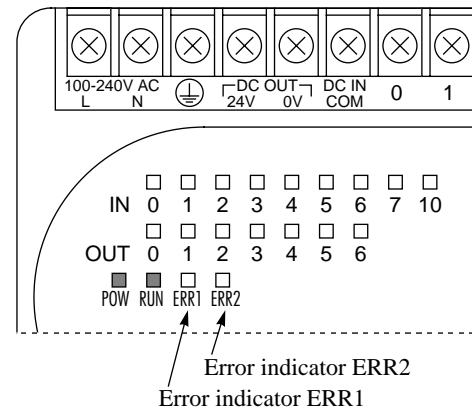 100-240V AC DC OUT DC IN
L N 24V 0V COM 0 1
IN 0 1 2 3 4 5 6 7 10
OUT 0 1 2 3 4 5 6
POW RUN ERR1 ERR2
Error indicator ERR2
Error indicator ERR1